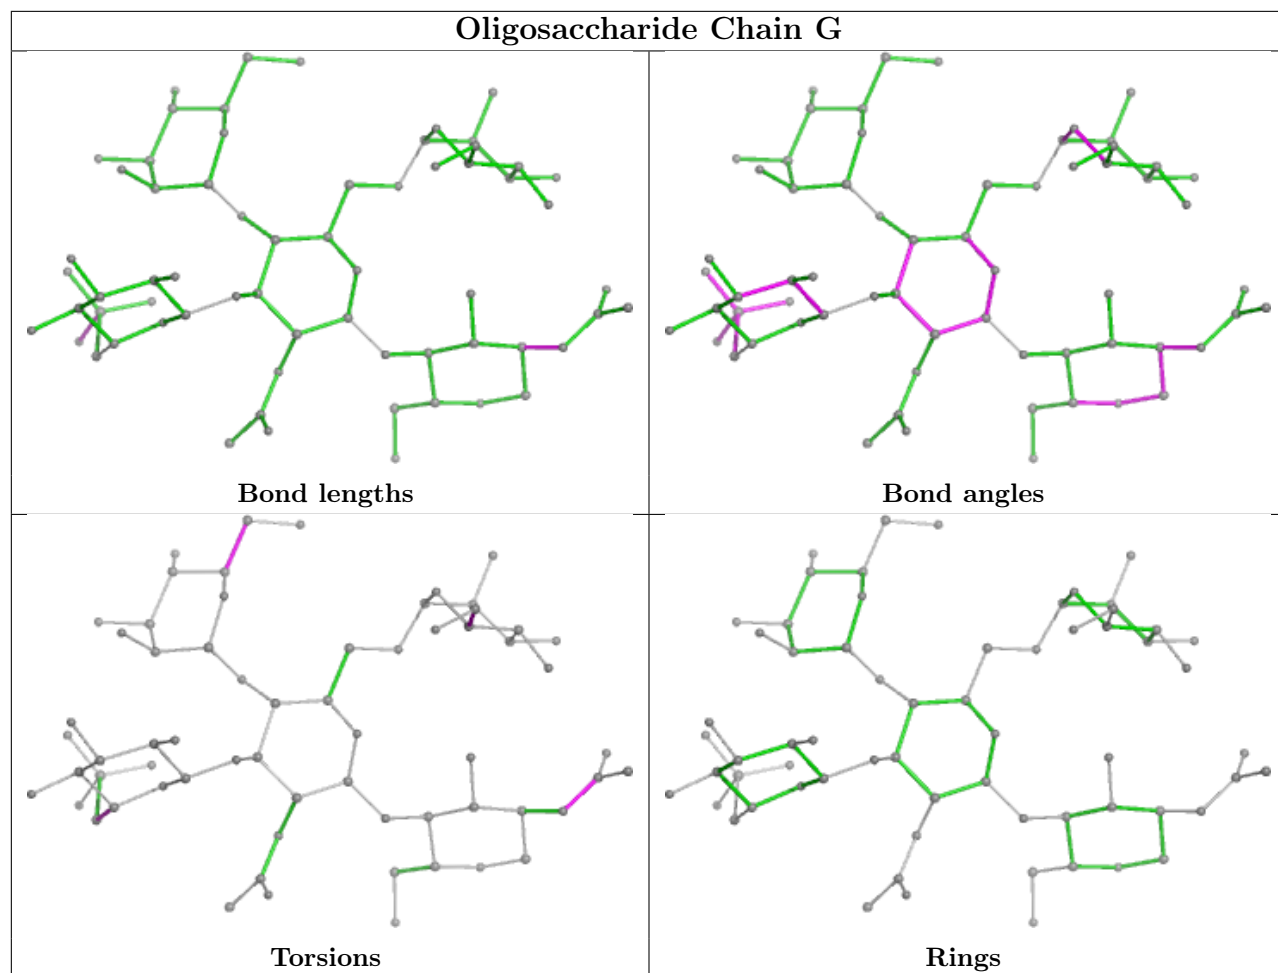 Oligosaccharide Chain G
Bond lengths
Bond angles
Torsions
Rings